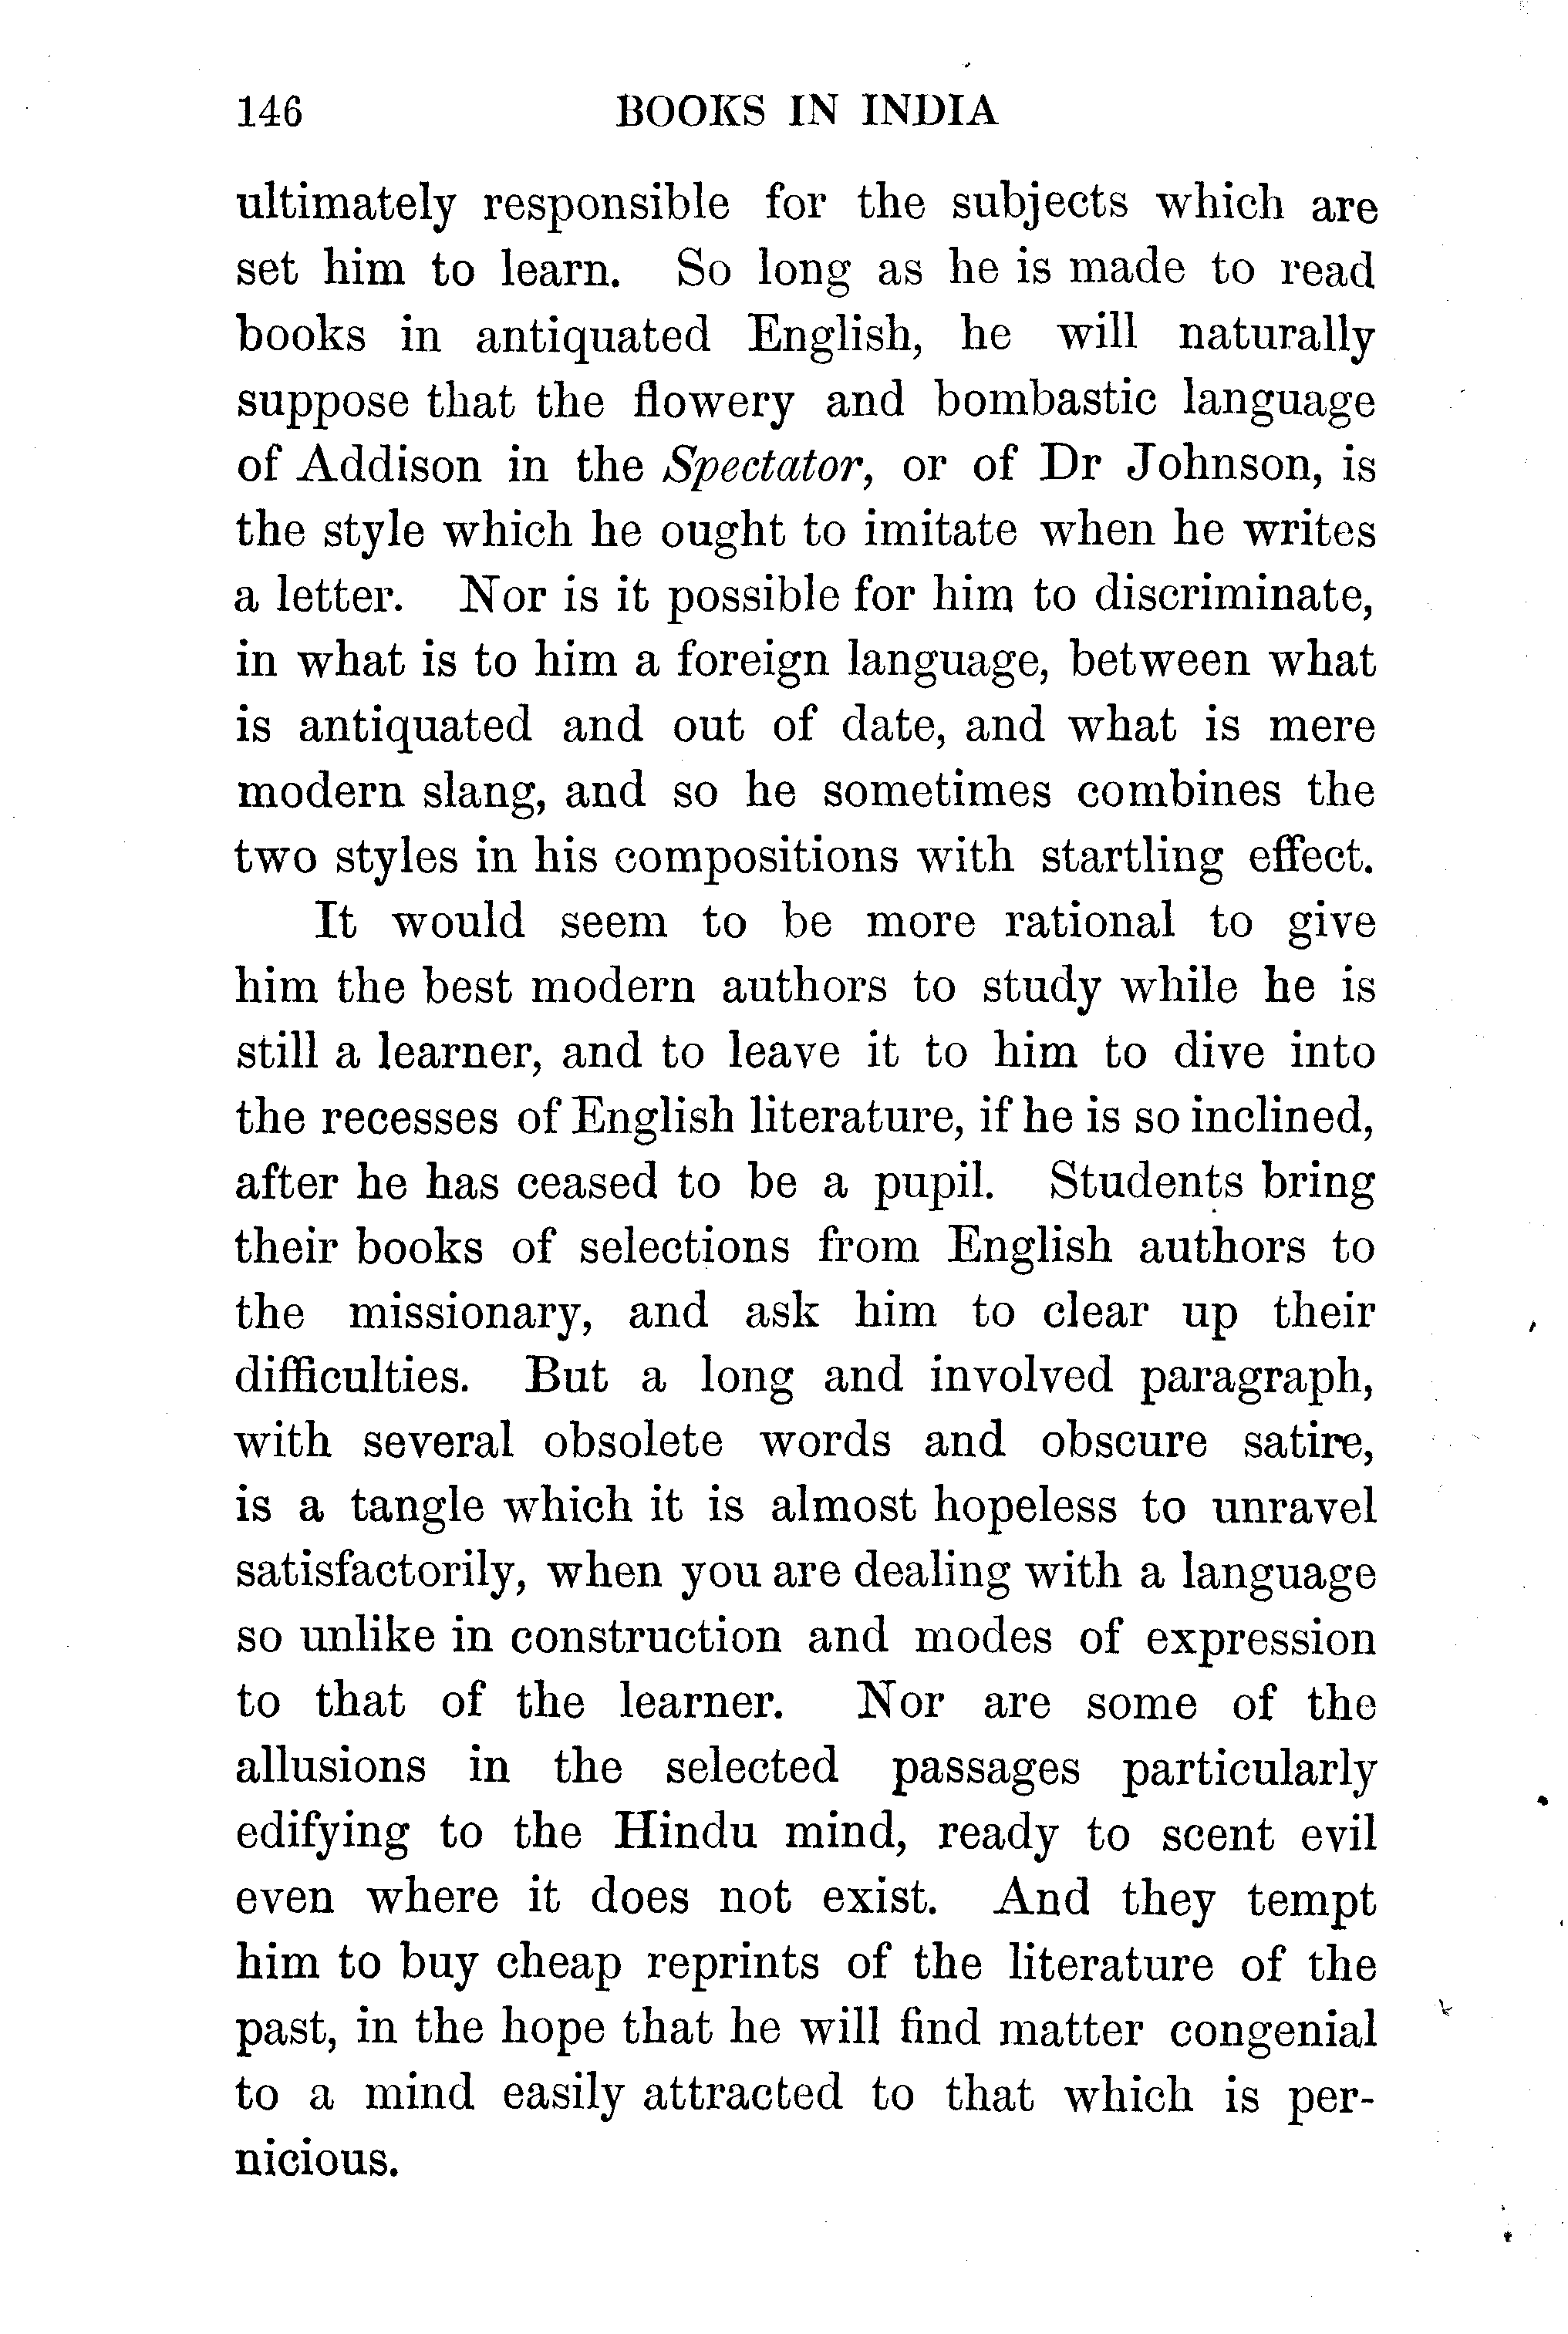 146 BOOKS IN INDIA
ultimately responsible for the subjects which are
set him to learn. So long as he is made to read
books in antiquated English, he will naturally
suppose that the flowery and bombastic language
of Addison in the Spectator, or of Dr Johnson, is
the style which he ought to imitate when he writes
a letter. Nor is it possible for him to discriminate,
in what is to him a foreign language, between what
is antiquated and out of date, and what is mere
modern slang, and so he sometimes combines the
two styles in his compositions with startling effect.
It would seem to be more rational to give
him the best modern authors to study while he is
still a learner, and to leave it to him to dive into
the recesses of English literature, if he is so inclined,
after he has ceased to be a pupil. Students bring
their books of selections from English authors to
the missionary, and ask him to clear up their
difficulties. But a long and involved paragraph,
with several obsolete words and obscure satire,
is a tangle which it is almost hopeless to unravel
satisfactorily, when you are dealing with a language
so unlike in construction and modes of expression
to that of the learner. Nor are some of the
allusions in the selected passages particularly
edifying to the Hindu mind, ready to scent evil
even where it does not exist. And they tempt
him to buy cheap reprints of the literature of the
past, in the hope that he will find matter congenial
to a mind easily attracted to that which is per-
nicious.